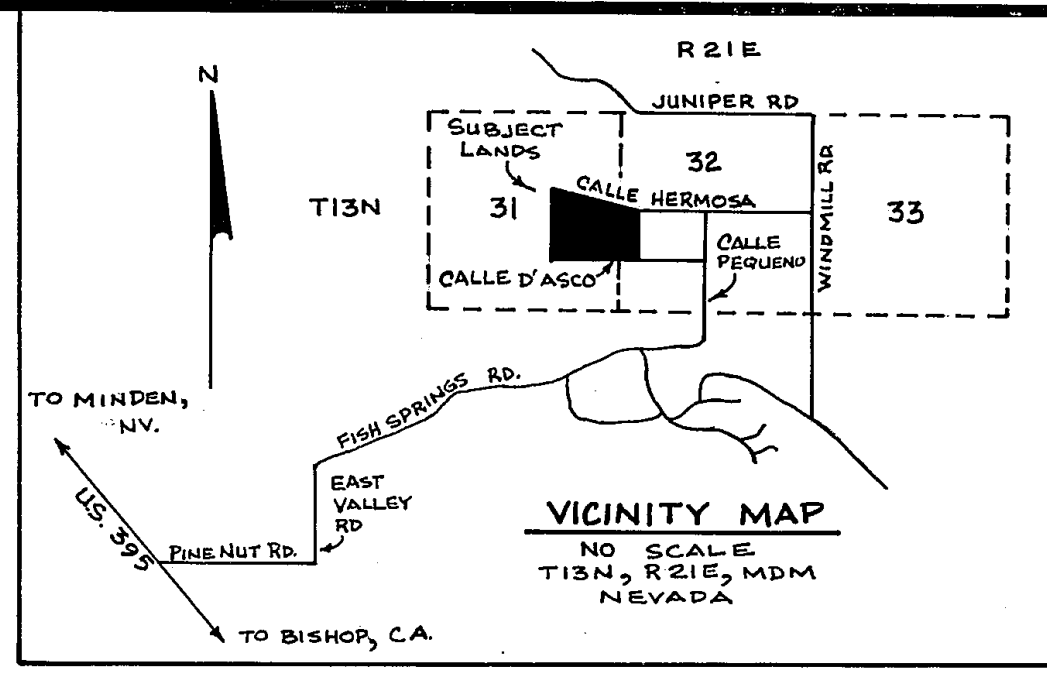 R21E
N
JUNIPER RD
SUBJECT
LANDS
32
CALLE HERMOSA
WINDMILL RD
T13N
31
33
CALLE
PEQUENO
CALLE D'ASCO
FISH SPRINGS RD.
TO MINDEN,
NV.
EAST
VALLEY
RD
U.S. 395
PINE NUT RD.
VICINITY MAP
NO SCALE
T13N, R21E, MDM
NEVADA
TO BISHOP, CA.